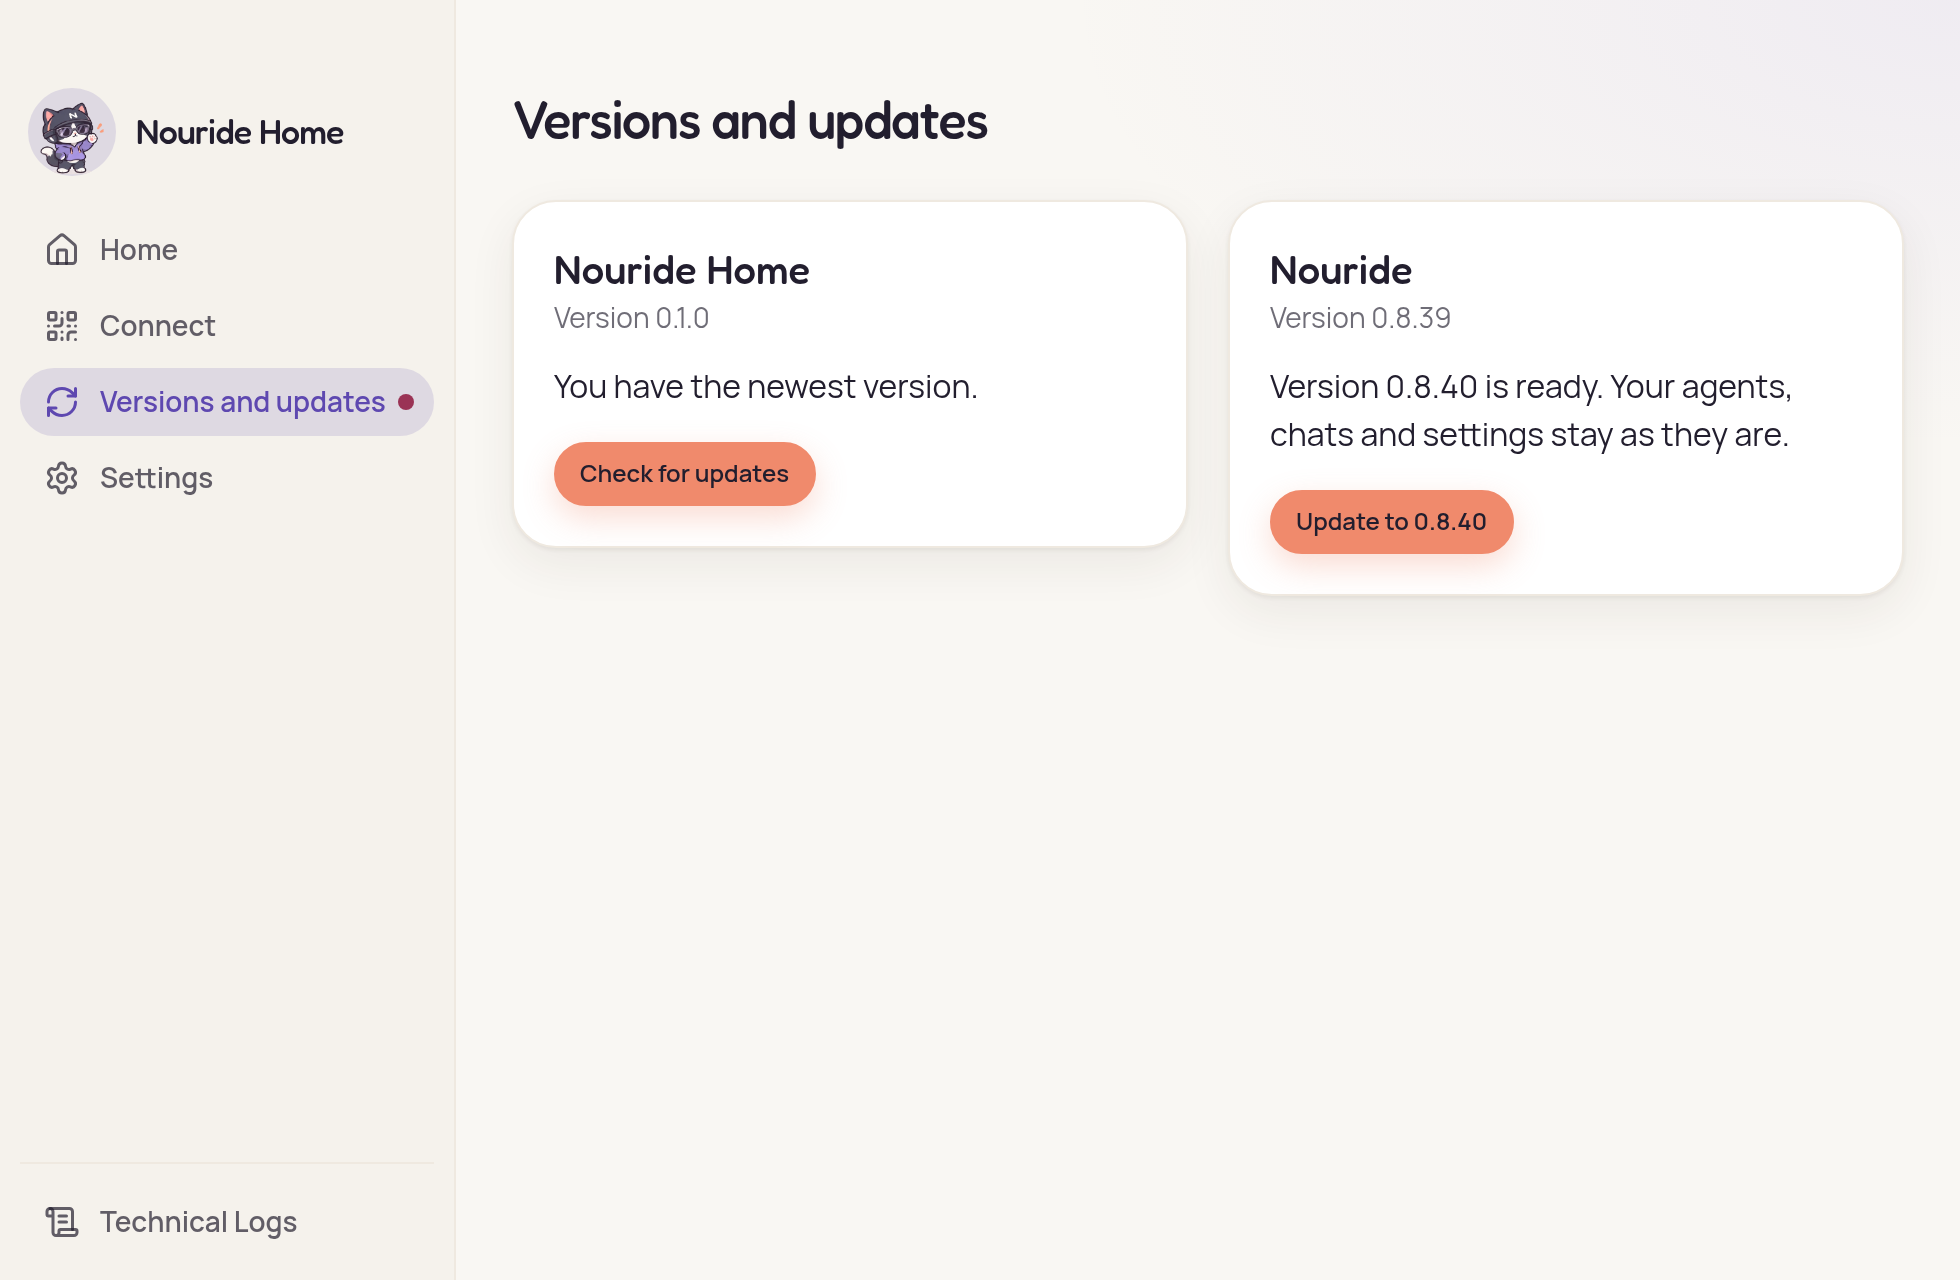 Nouride Home
Home
Connect
Versions and updates
Settings
Technical Logs
Versions and updates
Nouride Home
Version 0.1.0
You have the newest version.
Check for updates
Nouride
Version 0.8.39
Version 0.8.40 is ready. Your agents,
chats and settings stay as they are.
Update to 0.8.40